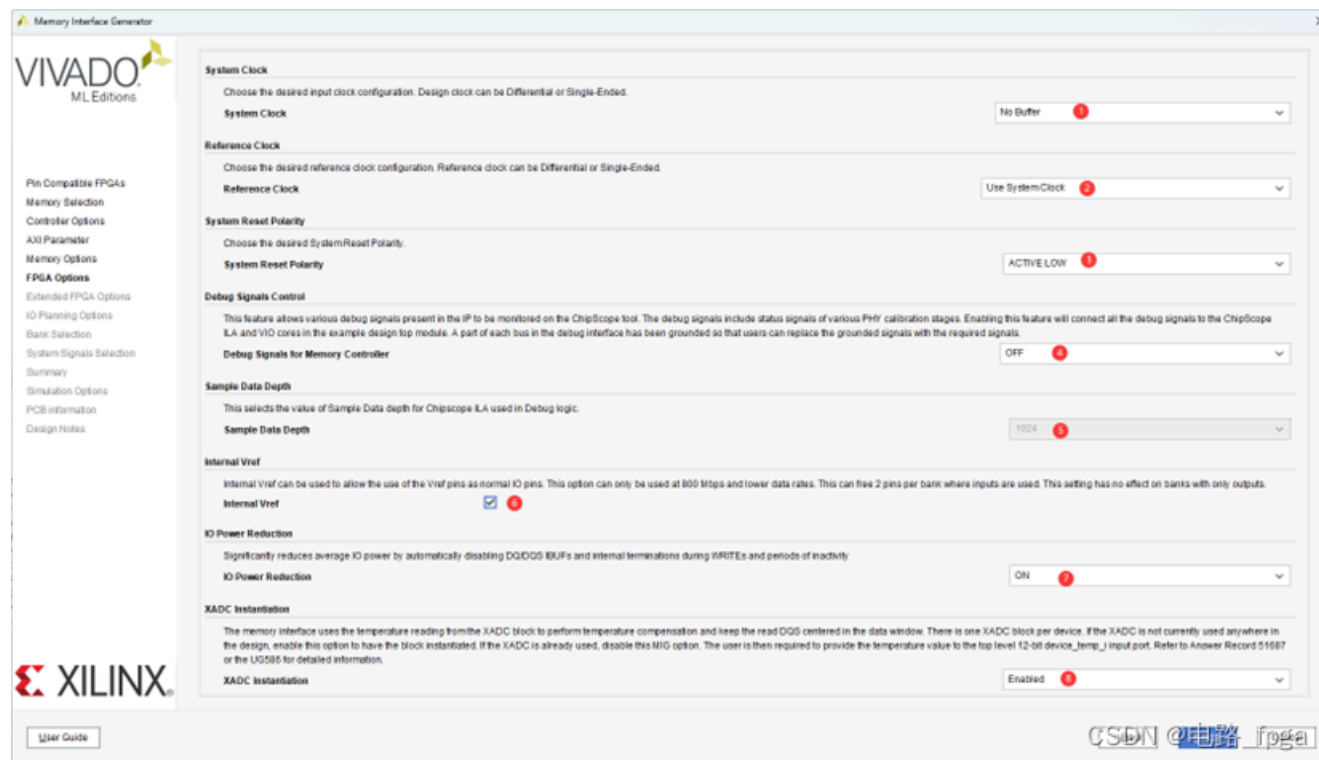 Memory Interface Generator
VIVADO
ML Editions
Pin Compatible FPGAs
Memory Selection
Controller Options
AXI Parameter
Memory Options
FPGA Options
Extended FPGA Options
IO Planning Options
Bank Selection
System Signals Selection
Summary
Simulation Options
PCB information
Design Notes
XILINX
User Guide
System Clock
Choose the desired input clock configuration. Design clock can be Differential or Single-Ended.
System Clock No Buffer 1
Reference Clock
Choose the desired reference clock configuration. Reference clock can be Differential or Single-Ended.
Reference Clock Use System Clock 2
System Reset Polarity
Choose the desired System Reset Polarity.
System Reset Polarity ACTIVE LOW 3
Debug Signals Control
This feature allows various debug signals present in the IP to be monitored on the ChipScope tool. The debug signals include status signals of various PHY calibration stages. Enabling this feature will connect all the debug signals to the ChipScope
ILA and VIO cores in the example design top module. A part of each bus in the debug interface has been grounded so that users can replace the grounded signals with the required signals.
Debug Signals for Memory Controller OFF 4
Sample Data Depth
This selects the value of Sample Data depth for Chipscope ILA used in Debug logic.
Sample Data Depth 1024 5
Internal Vref
Internal Vref can be used to allow the use of the Vref pins as normal IO pins. This option can only be used at 800 Mbps and lower data rates. This can free 2 pins per bank where inputs are used. This setting has no effect on banks with only outputs.
Internal Vref 6
IO Power Reduction
Significantly reduces average IO power by automatically disabling DQ/DQS IBUFs and internal terminations during WRITEs and periods of inactivity
IO Power Reduction ON 7
XADC Instantiation
The memory interface uses the temperature reading from the XADC block to perform temperature compensation and keep the read DQS centered in the data window. There is one XADC block per device. If the XADC is not currently used anywhere in
the design, enable this option to have the block instantiated. If the XADC is already used, disable this MIG option. The user is then required to provide the temperature value to the top level 12-bit device_temp_i input port. Refer to Answer Record 51687
or the UG586 for detailed information.
XADC Instantiation Enabled 8
CSDN @电路_fpga